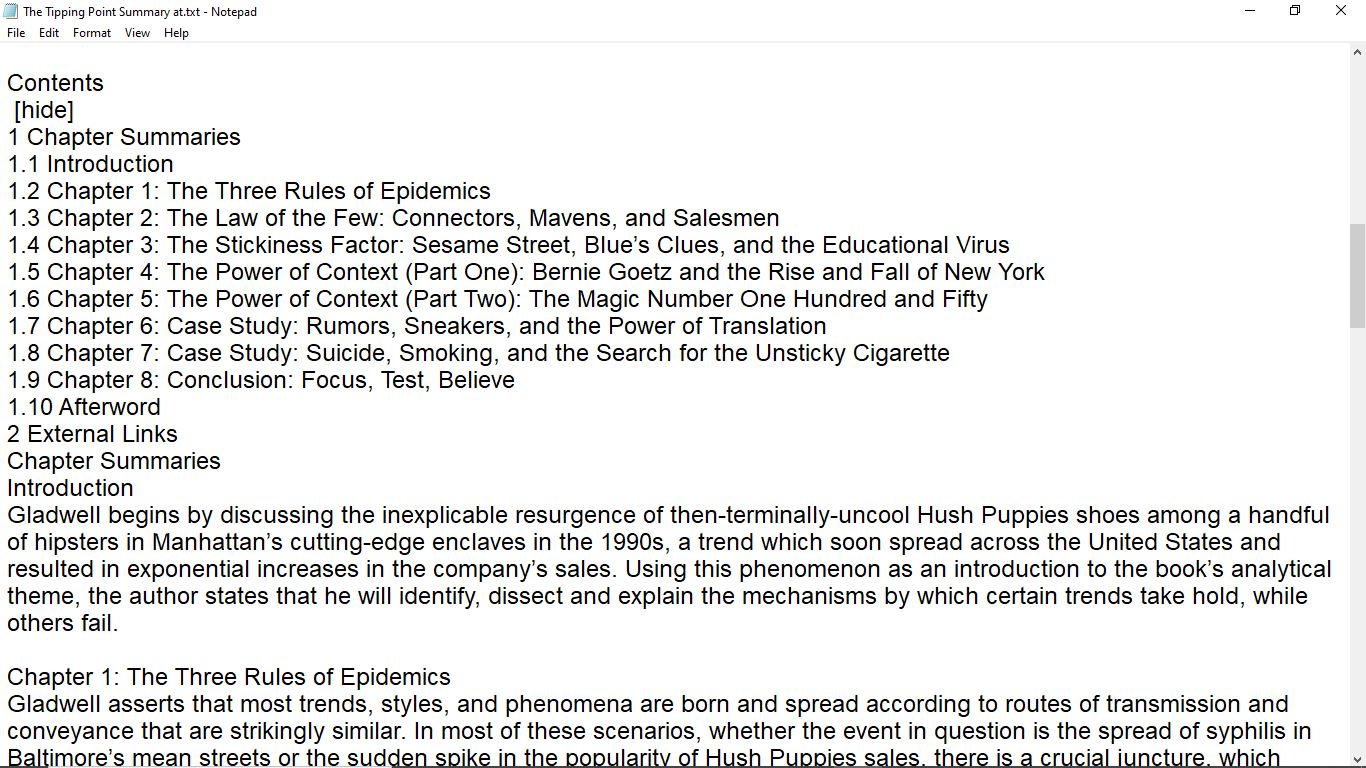 The Tipping Point Summary at.txt - Notepad
File Edit Format View Help
Contents
[hide]
1 Chapter Summaries
1.1 Introduction
1.2 Chapter 1: The Three Rules of Epidemics
1.3 Chapter 2: The Law of the Few: Connectors, Mavens, and Salesmen
1.4 Chapter 3: The Stickiness Factor: Sesame Street, Blue’s Clues, and the Educational Virus
1.5 Chapter 4: The Power of Context (Part One): Bernie Goetz and the Rise and Fall of New York
1.6 Chapter 5: The Power of Context (Part Two): The Magic Number One Hundred and Fifty
1.7 Chapter 6: Case Study: Rumors, Sneakers, and the Power of Translation
1.8 Chapter 7: Case Study: Suicide, Smoking, and the Search for the Unsticky Cigarette
1.9 Chapter 8: Conclusion: Focus, Test, Believe
1.10 Afterword
2 External Links
Chapter Summaries
Introduction
Gladwell begins by discussing the inexplicable resurgence of then-terminally-uncool Hush Puppies shoes among a handful
of hipsters in Manhattan’s cutting-edge enclaves in the 1990s, a trend which soon spread across the United States and
resulted in exponential increases in the company’s sales. Using this phenomenon as an introduction to the book’s analytical
theme, the author states that he will identify, dissect and explain the mechanisms by which certain trends take hold, while
others fail.
Chapter 1: The Three Rules of Epidemics
Gladwell asserts that most trends, styles, and phenomena are born and spread according to routes of transmission and
conveyance that are strikingly similar. In most of these scenarios, whether the event in question is the spread of syphilis in
Baltimore’s mean streets or the sudden spike in the popularity of Hush Puppies sales, there is a crucial juncture, which